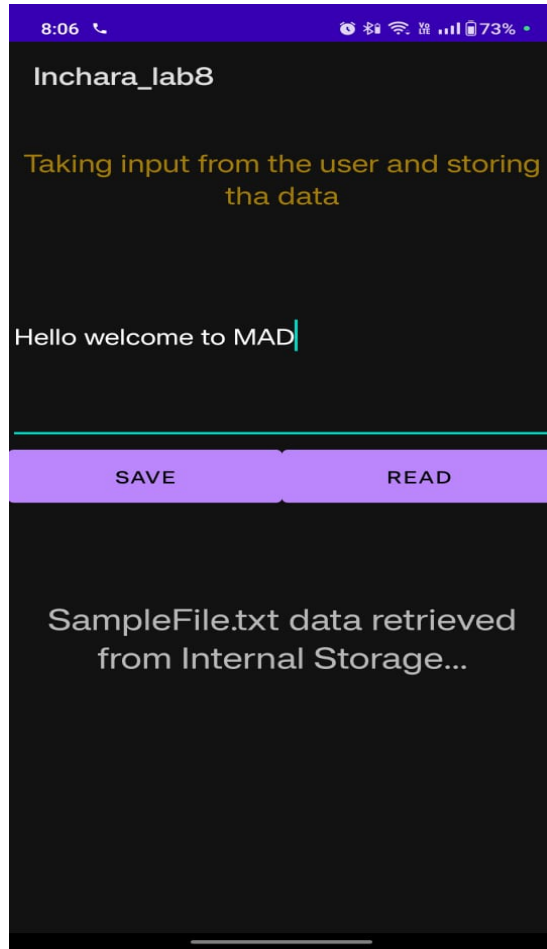 8:06 73%
Inchara_lab8
Taking input from the user and storing
tha data
Hello welcome to MAD
SAVE READ
SampleFile.txt data retrieved
from Internal Storage...